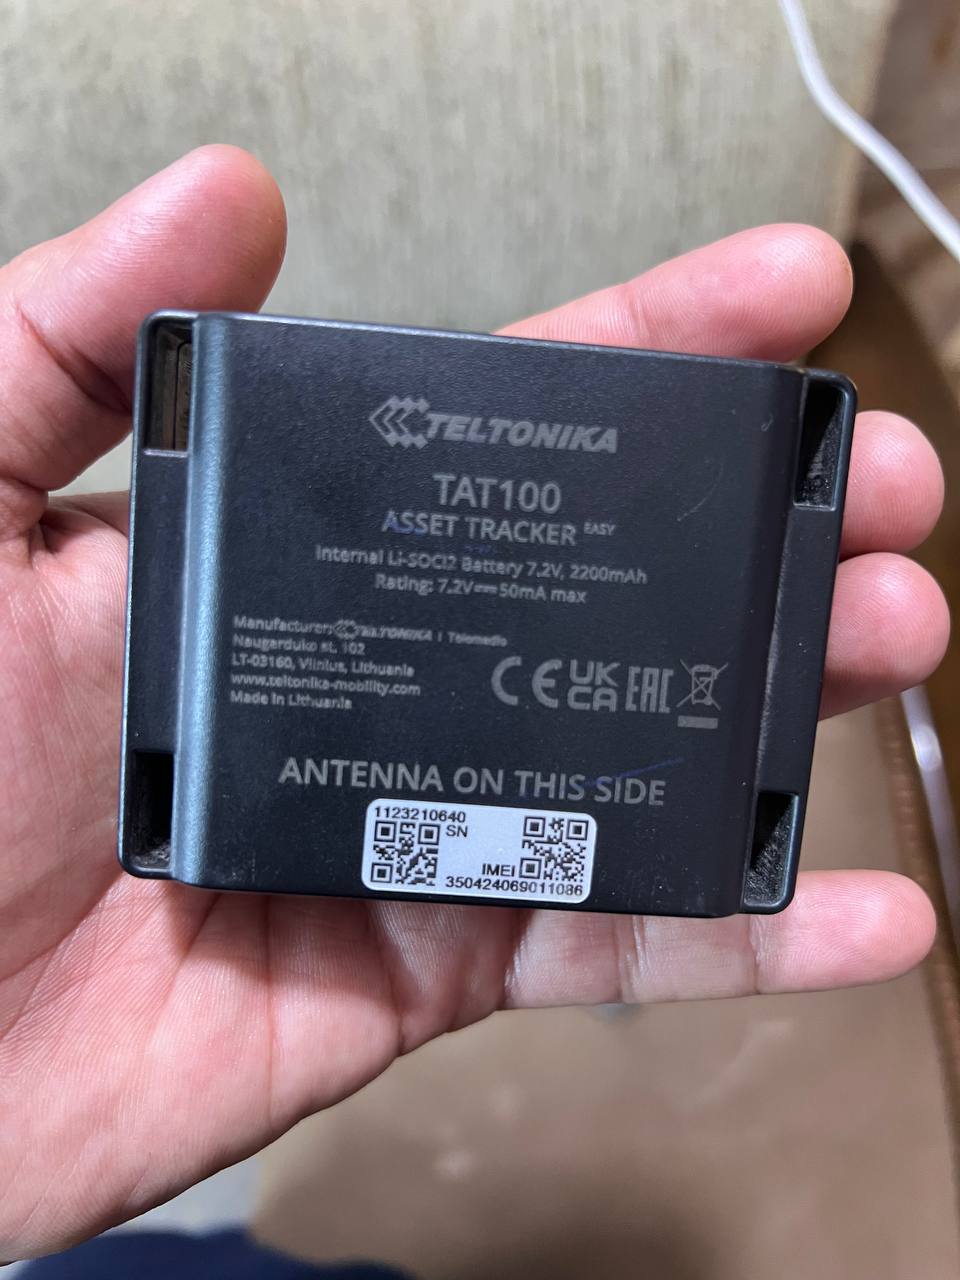 TELTONIKA
TAT100
ASSET TRACKER EASY
Internal Li-SOCl2 Battery 7.2V, 2200mAh
Rating: 7.2V 50mA max
Manufacturer: TELTONIKA | Telemedic
Naugarduko st. 102
LT-03160, Vilnius, Lithuania
www.teltonika-mobility.com
Made in Lithuania
CE UK CA EAC
ANTENNA ON THIS SIDE
1123210640
SN
IMEI
350424069011086